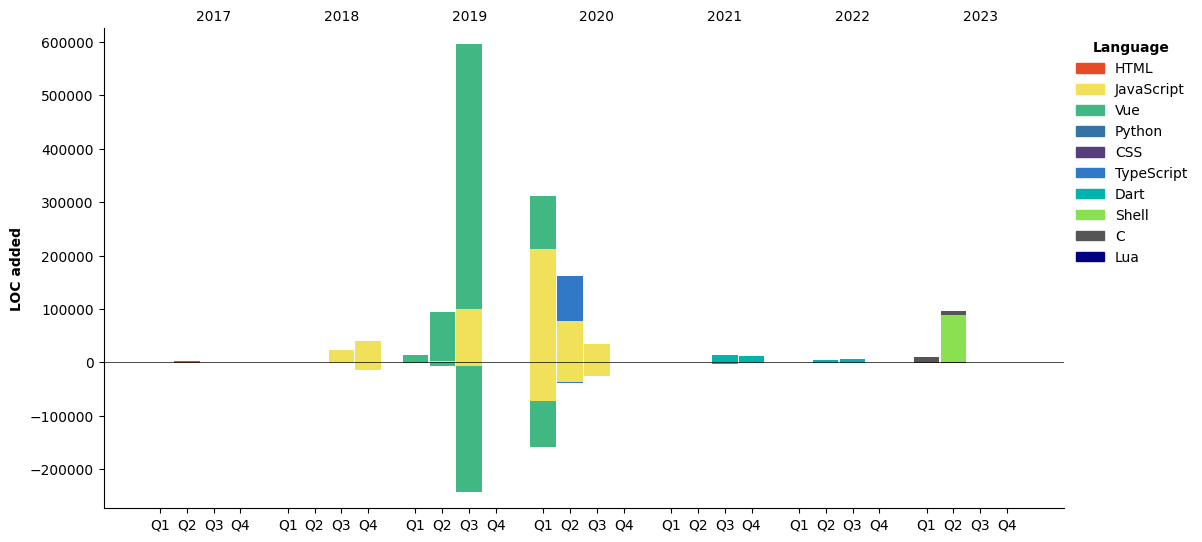 2017 2018 2019 2020 2021 2022 2023
Language
HTML
JavaScript
Vue
Python
CSS
TypeScript
Dart
Shell
C
Lua
LOC added
600000
500000
400000
300000
200000
100000
0
−100000
−200000
Q1 Q2 Q3 Q4 Q1 Q2 Q3 Q4 Q1 Q2 Q3 Q4 Q1 Q2 Q3 Q4 Q1 Q2 Q3 Q4 Q1 Q2 Q3 Q4 Q1 Q2 Q3 Q4